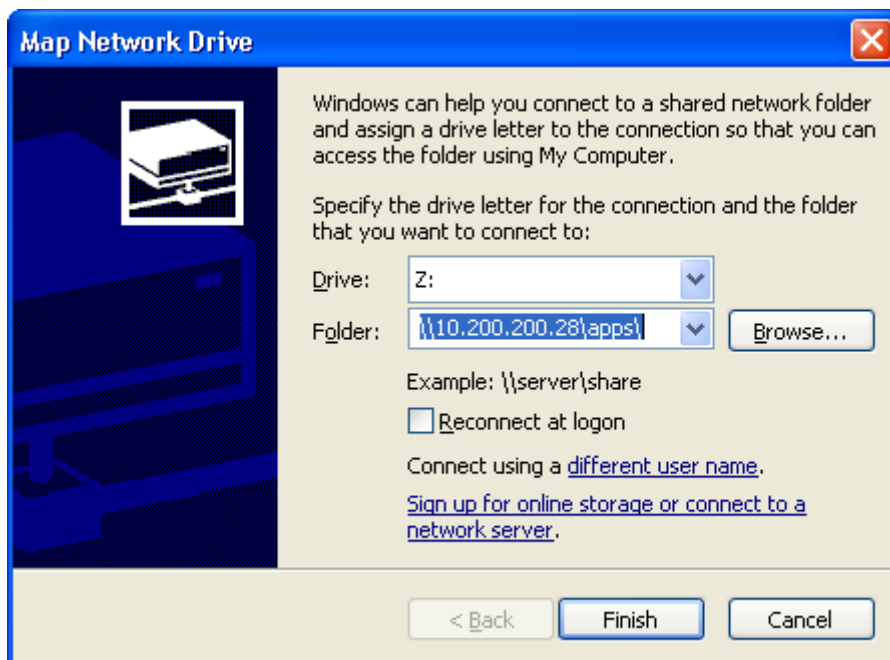 Map Network Drive
Windows can help you connect to a shared network folder
and assign a drive letter to the connection so that you can
access the folder using My Computer.
Specify the drive letter for the connection and the folder
that you want to connect to:
Drive: Z:
Folder: \\10.200.200.28\apps\ Browse...
Example: \\server\share
Reconnect at logon
Connect using a different user name.
Sign up for online storage or connect to a
network server.
< Back Finish Cancel